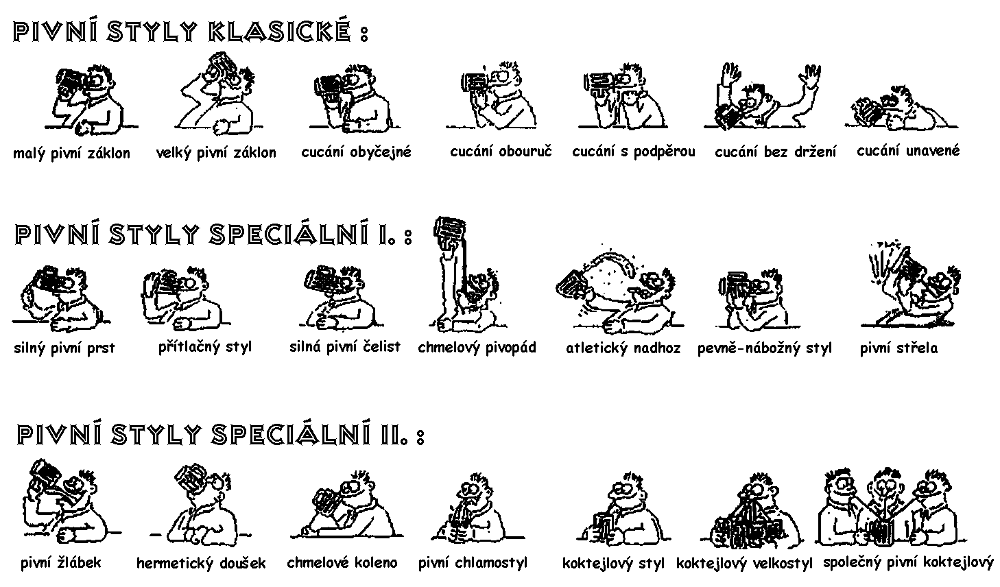 PIVNÍ STYLY KLASICKÉ :
malý pivní záklon velký pivní záklon cucání obyčejné cucání obouruč cucání s podpěrou cucání bez držení cucání unavené
PIVNÍ STYLY SPECIÁLNÍ I. :
silný pivní prst přítlačný styl silná pivní čelist chmelový pivopád atletický nadhoz pevně-nábožný styl pivní střela
PIVNÍ STYLY SPECIÁLNÍ II. :
pivní žlábek hermetický doušek chmelové koleno pivní chlamostyl koktejlový styl koktejlový velkostyl společný pivní koktejlový